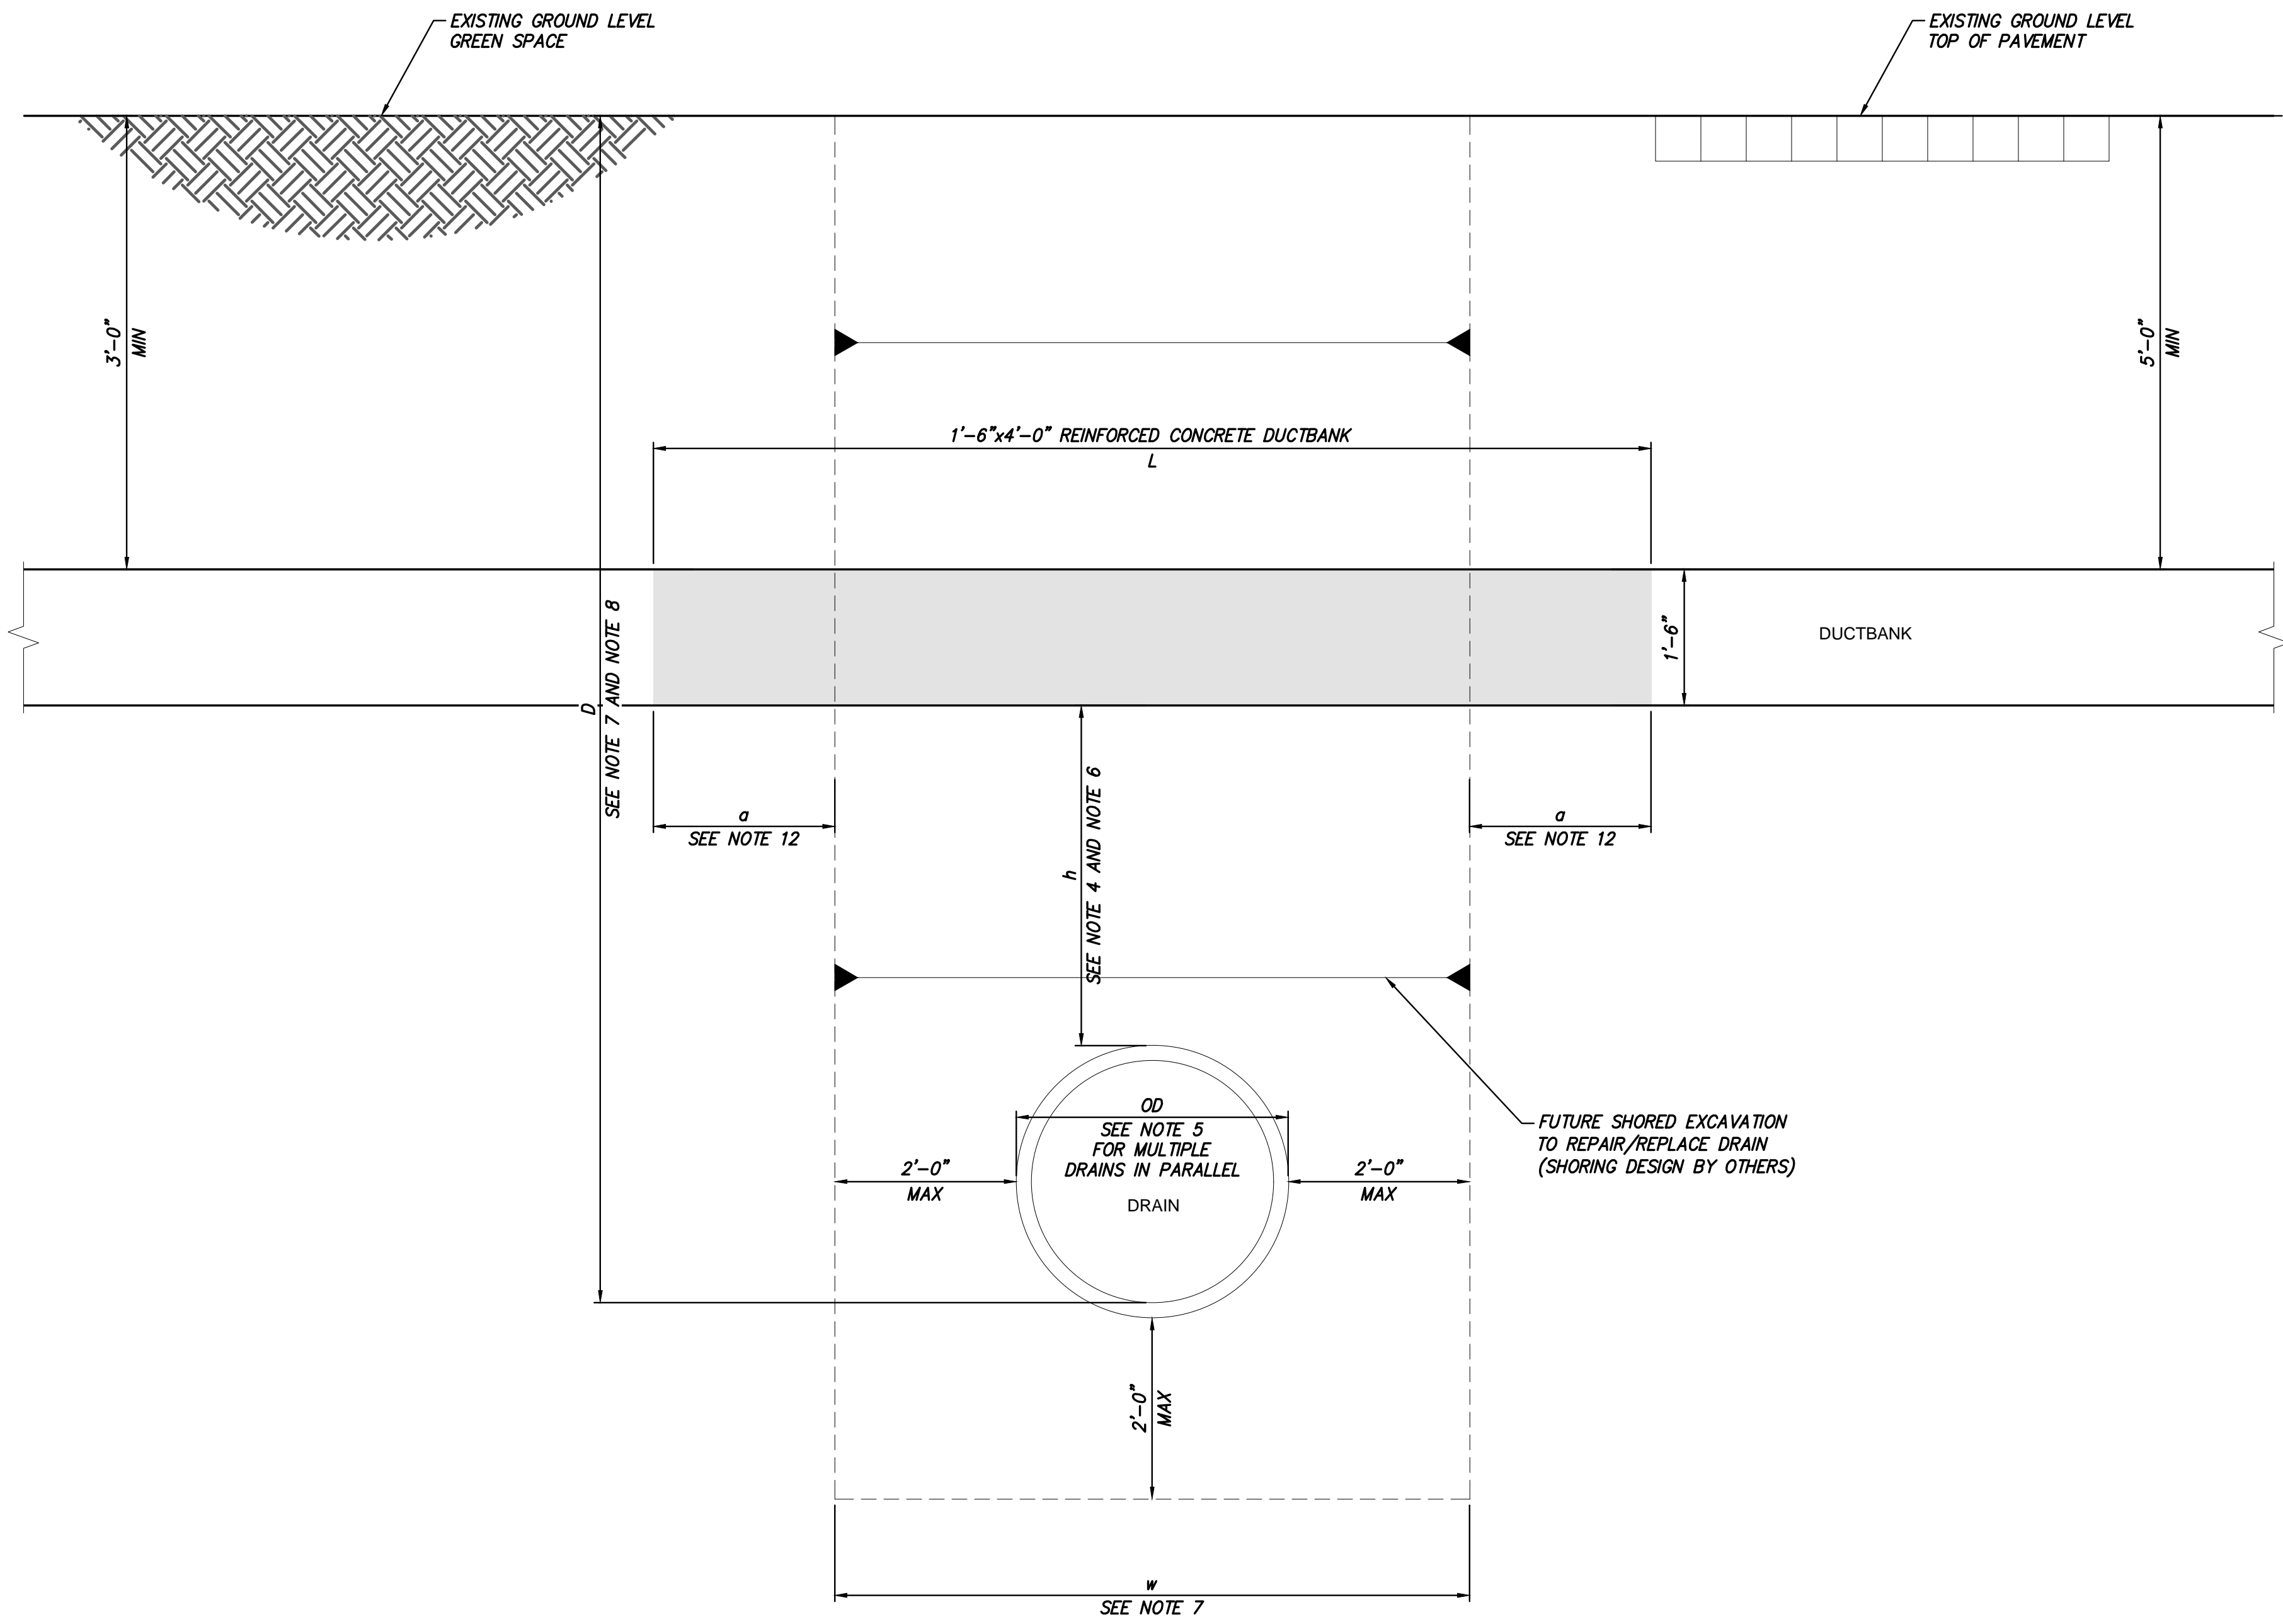 EXISTING GROUND LEVEL
GREEN SPACE
EXISTING GROUND LEVEL
TOP OF PAVEMENT
3'-0"
MIN
5'-0"
MIN
1'-6"x4'-0" REINFORCED CONCRETE DUCTBANK
L
1'-6"
DUCTBANK
D
SEE NOTE 7 AND NOTE 8
a
SEE NOTE 12
h
SEE NOTE 4 AND NOTE 6
a
SEE NOTE 12
OD
SEE NOTE 5
FOR MULTIPLE
DRAINS IN PARALLEL
DRAIN
2'-0"
MAX
2'-0"
MAX
FUTURE SHORED EXCAVATION
TO REPAIR/REPLACE DRAIN
(SHORING DESIGN BY OTHERS)
2'-0"
MAX
w
SEE NOTE 7